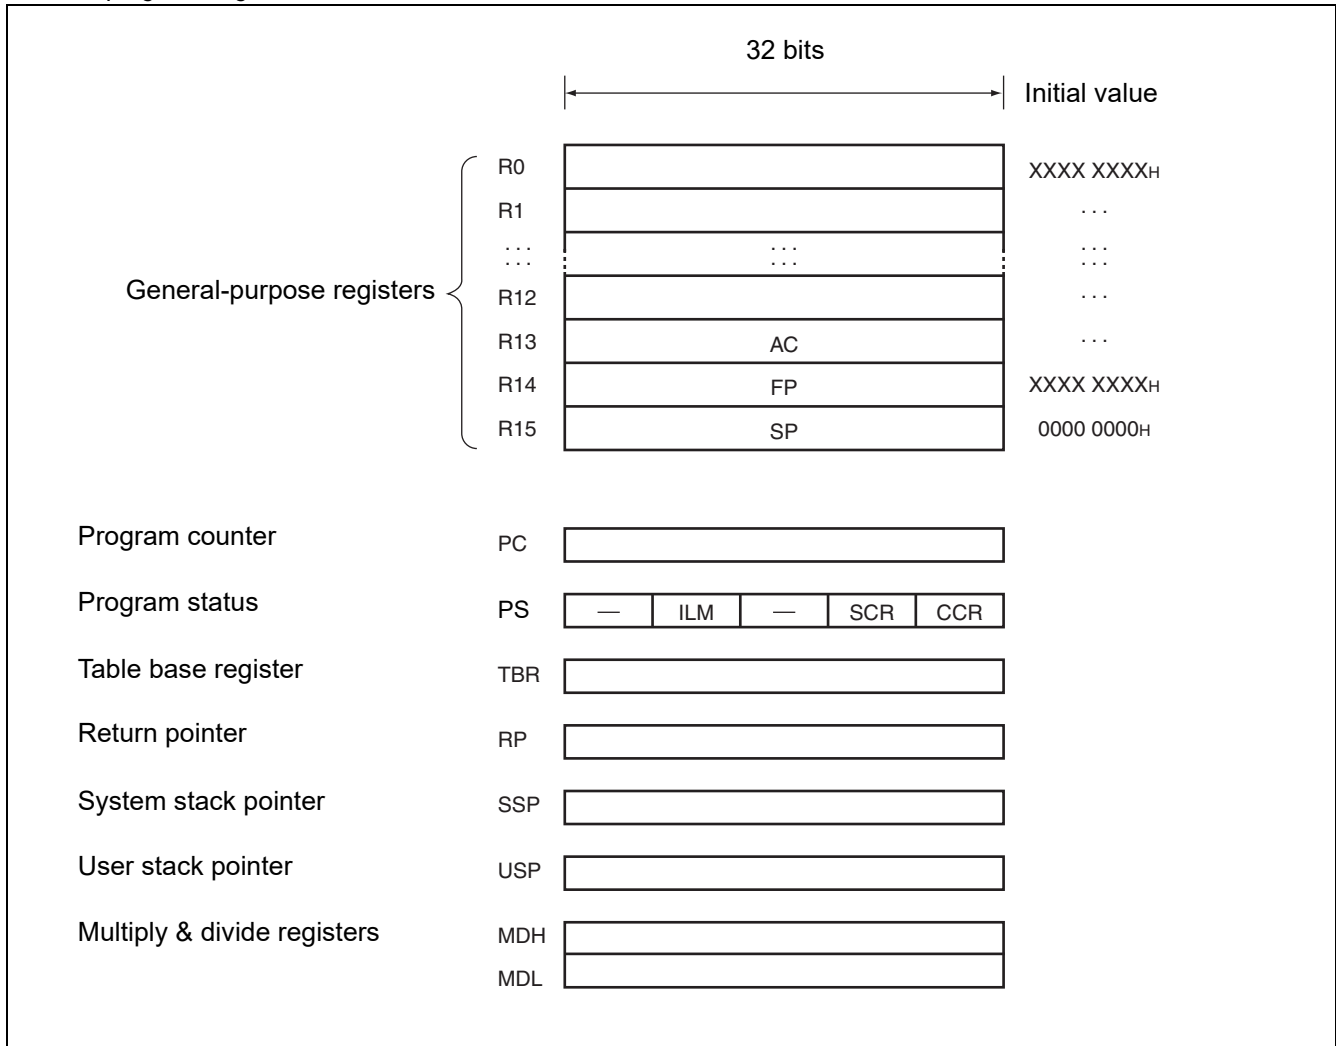 32 bits
Initial value
R0 XXXX XXXXH
R1 . . .
. . . . . . . . .
. . . . . . . . .
R12 . . .
General-purpose registers
R13 AC . . .
R14 FP XXXX XXXXH
R15 SP 0000 0000H
Program counter PC
Program status PS — ILM — SCR CCR
Table base register TBR
Return pointer RP
System stack pointer SSP
User stack pointer USP
Multiply & divide registers MDH
MDL